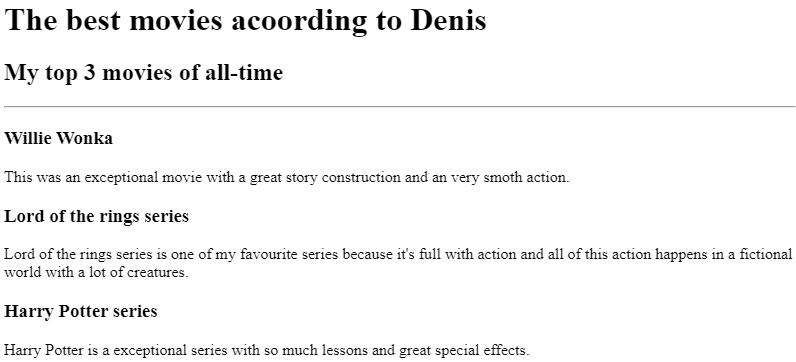 The best movies acoording to Denis
My top 3 movies of all-time
Willie Wonka
This was an exceptional movie with a great story construction and an very smoth action.
Lord of the rings series
Lord of the rings series is one of my favourite series because it's full with action and all of this action happens in a fictional
world with a lot of creatures.
Harry Potter series
Harry Potter is a exceptional series with so much lessons and great special effects.